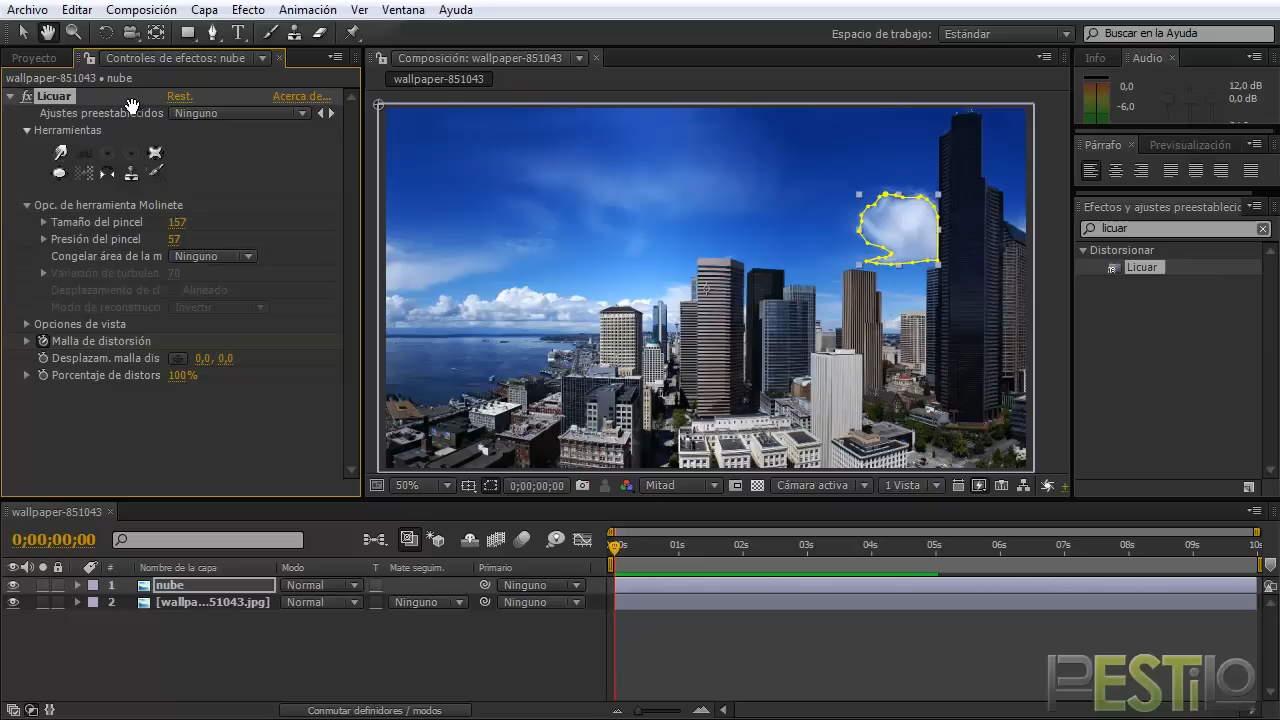 Archivo Editar Composición Capa Efecto Animación Ver Ventana Ayuda
Espacio de trabajo: Estándar Buscar en la Ayuda
Proyecto Controles de efectos: nube
Composición: wallpaper-851043
Info Audio
wallpaper-851043 • nube
wallpaper-851043
fx Licuar Rest. Acerca de...
Ajustes preestablecidos Ninguno
Herramientas
0,0 12,0 dB
-6,0 0,0 dB
Párrafo Previsualización
Opc. de herramienta Molinete
Tamaño del pincel 157
Presión del pincel 57
Congelar área de la m Ninguno
Variación de turbulen 70
Desplazamento de cl Alineado
Modo de reconstrucc Invertir
Opciones de vista
Malla de distorsión
Desplazam. malla dis 0,0, 0,0
Porcentaje de distors 100%
Efectos y ajustes preestablecido
licuar
Distorsionar
Licuar
50% 0;00;00;00 Mitad Cámara activa 1 Vista
wallpaper-851043
0;00;00;00
:00s 01s 02s 03s 04s 05s 06s 07s 08s 09s 10s
# Nombre de la capa Modo T Mate seguim. Primario
1 nube Normal Ninguno
2 [wallpa...51043.jpg] Normal Ninguno Ninguno
Conmutar definidores / modos
PESTiLO